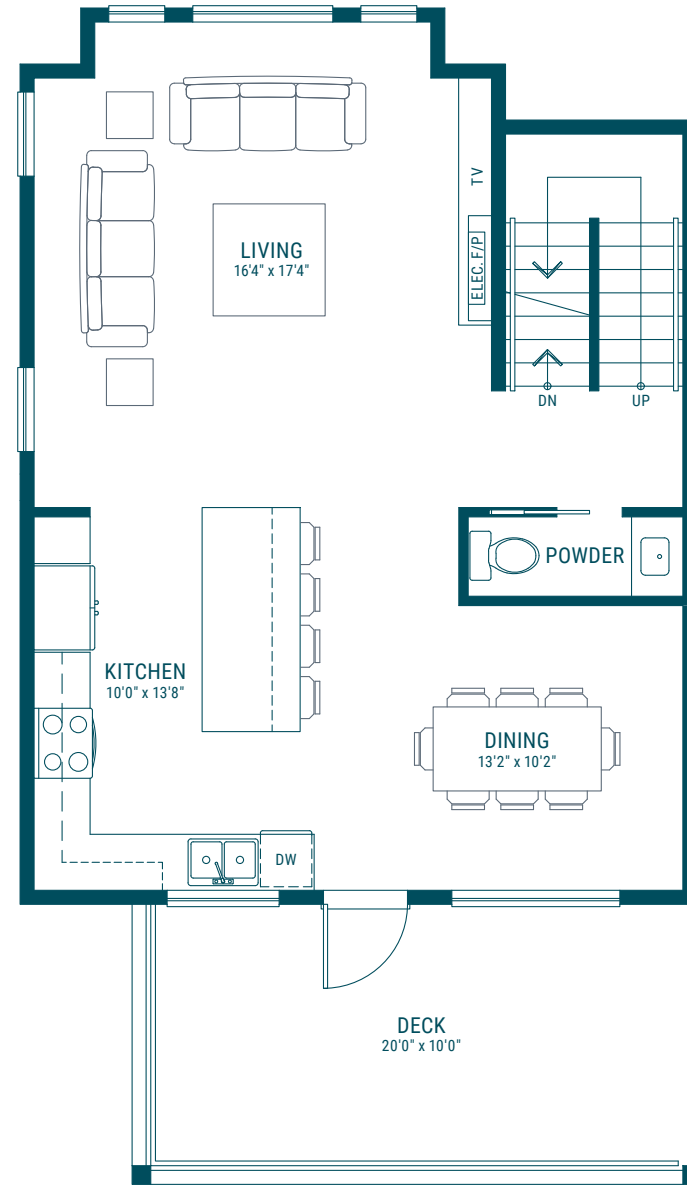 TV
LIVING
16'4" x 17'4"
ELEC. F/P
DN
UP
POWDER
KITCHEN
10'0" x 13'8"
DINING
13'2" x 10'2"
DW
DECK
20'0" x 10'0"